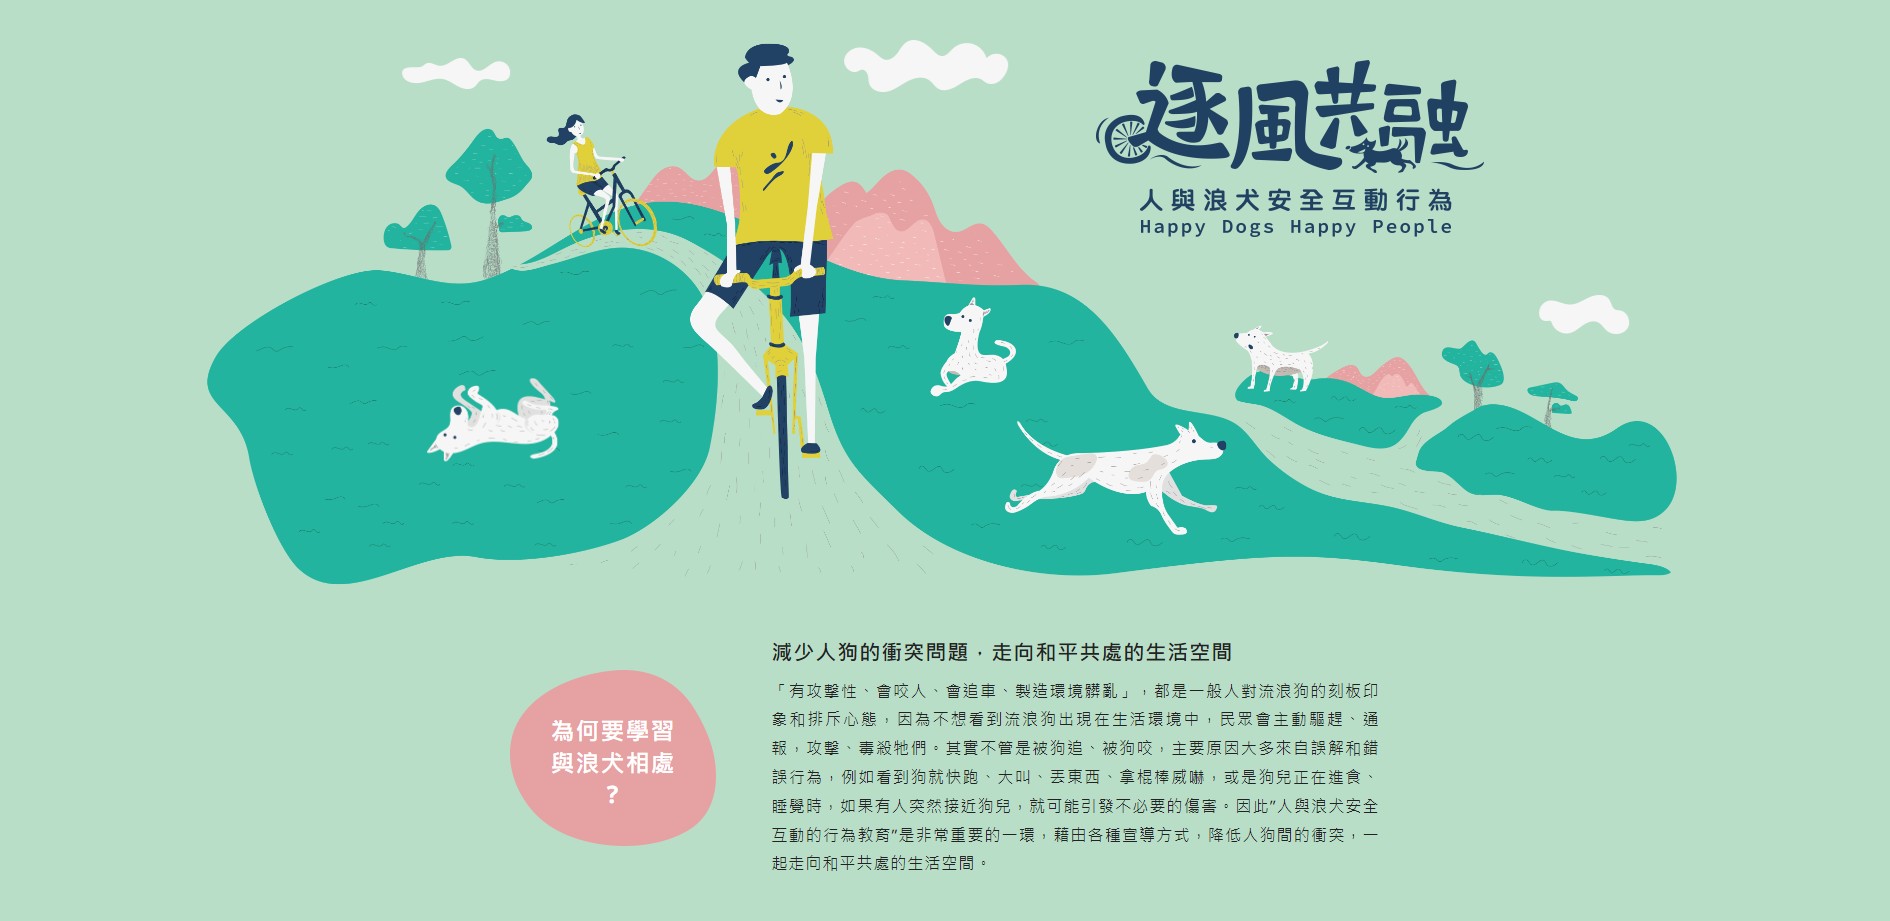 逐風共融
人與浪犬安全互動行為
Happy Dogs Happy People
為何要學習
與浪犬相處
?
減少人狗的衝突問題，走向和平共處的生活空間
「有攻擊性、會咬人、會追車、製造環境髒亂」，都是一般人對流浪狗的刻板印
象和排斥心態，因為不想看到流浪狗出現在生活環境中，民眾會主動驅趕、通
報，攻擊、毒殺牠們。其實不管是被狗追、被狗咬，主要原因大多來自誤解和錯
誤行為，例如看到狗就快跑、大叫、丟東西、拿棍棒威嚇，或是狗兒正在進食、
睡覺時，如果有人突然接近狗兒，就可能引發不必要的傷害。因此"人與浪犬安全
互動的行為教育"是非常重要的一環，藉由各種宣導方式，降低人狗間的衝突，一
起走向和平共處的生活空間。